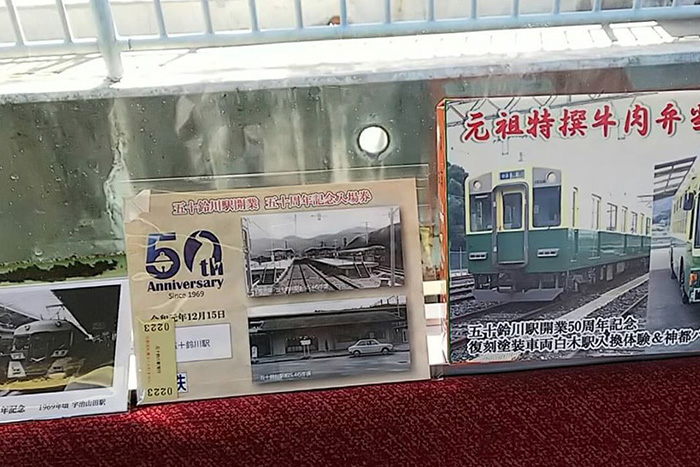 五十鈴川駅開業 五十周年記念入場券
50th
Anniversary
Since 1969
令和元年12月15日
五十鈴川駅
0223
0223
鉄
年記念 1969年頃 宇治山田駅
元祖特撰牛肉弁当
五十鈴川駅開業50周年記念
復刻塗装車両白木駅入換体験&神都